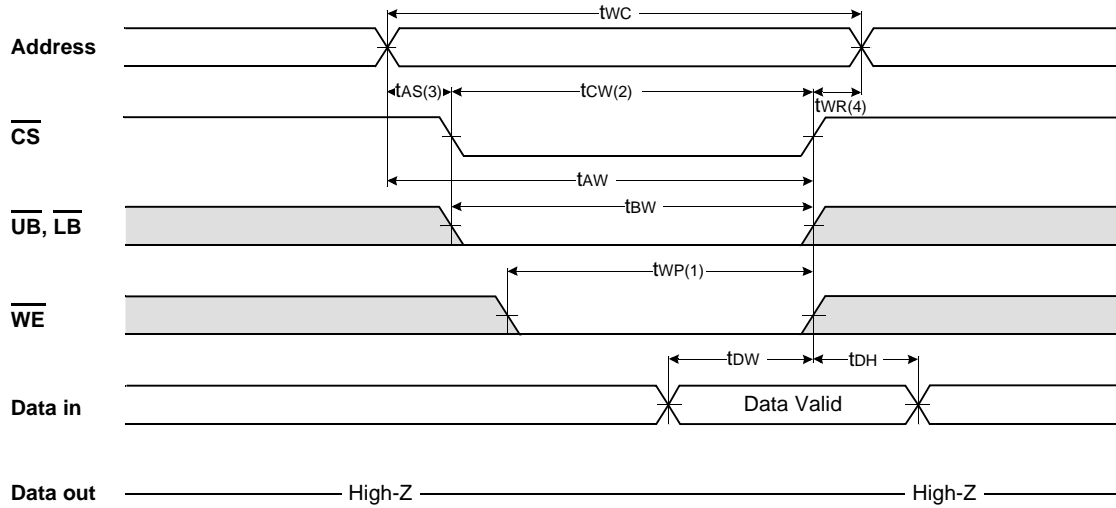 tWC
Address
tAS(3) tCW(2) tWR(4)
CS
tAW
UB, LB
tBW
tWP(1)
WE
tDW tDH
Data in Data Valid
Data out High-Z High-Z